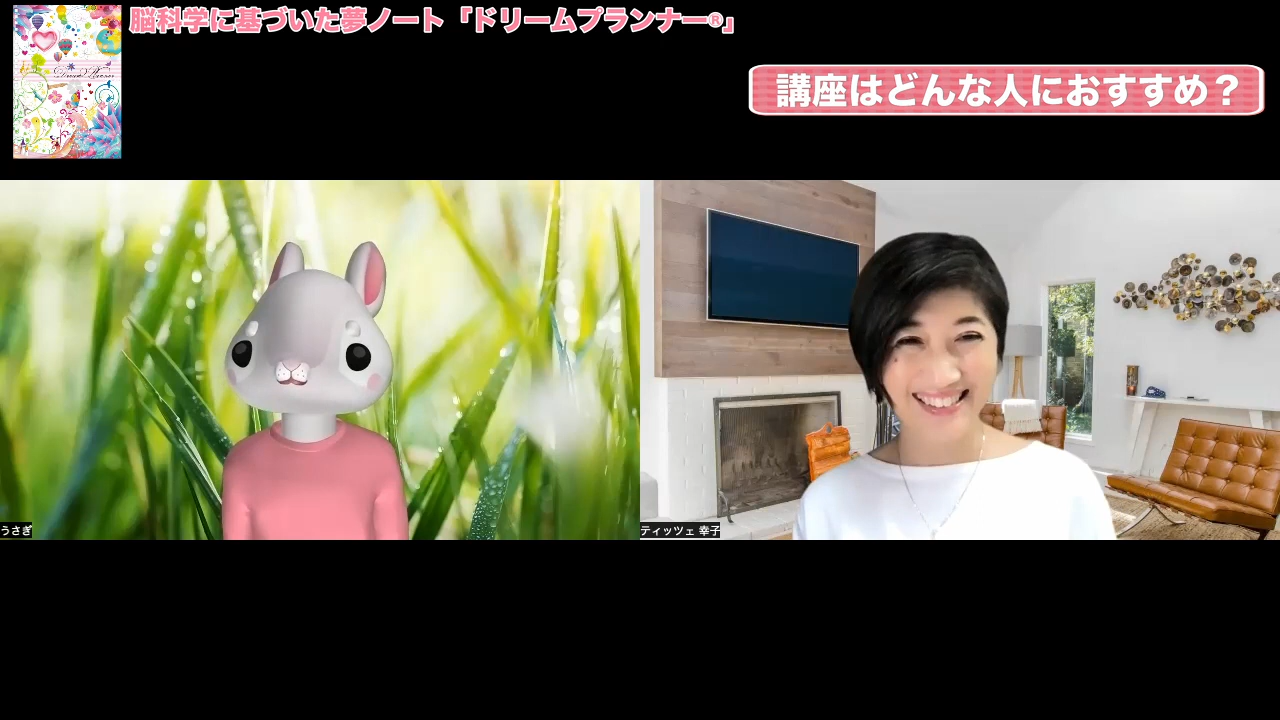 脳科学に基づいた夢ノート「ドリームプランナー®」
講座はどんな人におすすめ？
うさぎ
ティッツェ 幸子